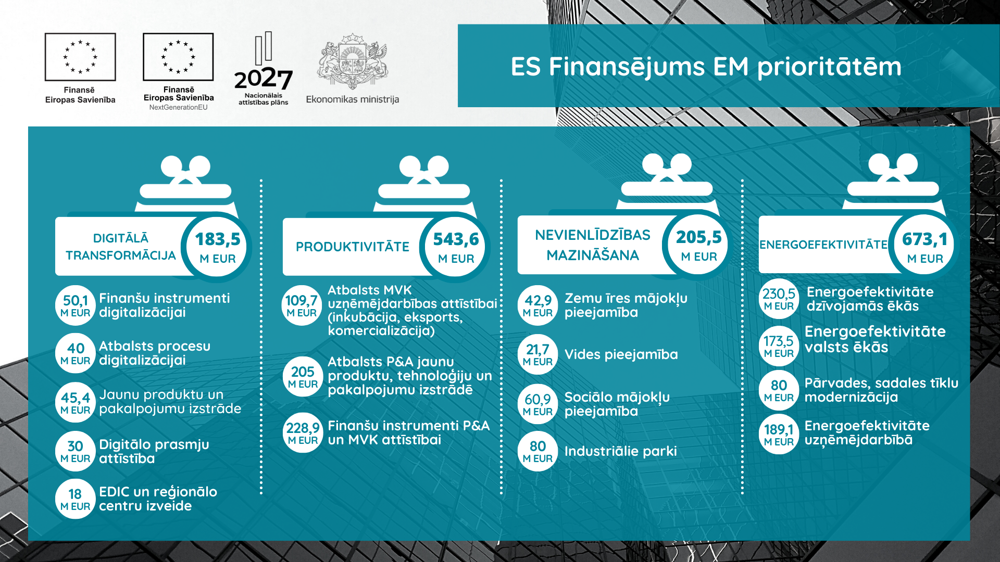 Finansē
Eiropas Savienība
Finansē
Eiropas Savienība
NextGenerationEU
2027
Nacionālais
attīstības plāns
Ekonomikas ministrija
ES Finansējums EM prioritātēm
DIGITĀLĀ
TRANSFORMĀCIJA
183,5
M EUR
50,1
M EUR
Finanšu instrumenti
digitalizācijai
40
M EUR
Atbalsts procesu
digitalizācijai
45,4
M EUR
Jaunu produktu un
pakalpojumu izstrāde
30
M EUR
Digitālo prasmju
attīstība
18
M EUR
EDIC un reģionālo
centru izveide
PRODUKTIVITĀTE
543,6
M EUR
109,7
M EUR
Atbalsts MVK
uzņēmējdarbības attīstībai
(inkubācija, eksports,
komercializācija)
205
M EUR
Atbalsts P&A jaunu
produktu, tehnoloģiju un
pakalpojumu izstrādē
228,9
M EUR
Finanšu instrumenti P&A
un MVK attīstībai
NEVIENLĪDZĪBAS
MAZINĀŠANA
205,5
M EUR
42,9
M EUR
Zemu īres mājokļu
pieejamība
21,7
M EUR
Vides pieejamība
60,9
M EUR
Sociālo mājokļu
pieejamība
80
M EUR
Industriālie parki
ENERGOEFEKTIVITĀTE
673,1
M EUR
230,5
M EUR
Energoefektivitāte
dzīvojamās ēkās
173,5
M EUR
Energoefektivitāte
valsts ēkās
80
M EUR
Pārvades, sadales tīklu
modernizācija
189,1
M EUR
Energoefektivitāte
uzņēmējdarbībā